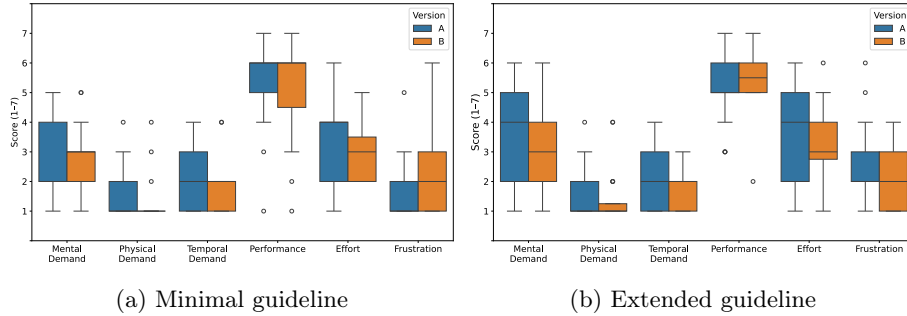 Version
A
B
Score (1–7)
7
6
5
4
3
2
1
Mental
Demand
Physical
Demand
Temporal
Demand
Performance
Effort
Frustration
(a) Minimal guideline
Version
A
B
Score (1–7)
7
6
5
4
3
2
1
Mental
Demand
Physical
Demand
Temporal
Demand
Performance
Effort
Frustration
(b) Extended guideline